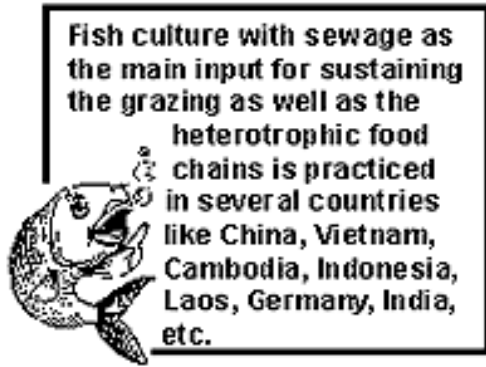 Fish culture with sewage as
the main input for sustaining
the grazing as well as the
heterotrophic food
chains is practiced
in several countries
like China, Vietnam,
Cambodia, Indonesia,
Laos, Germany, India,
etc.